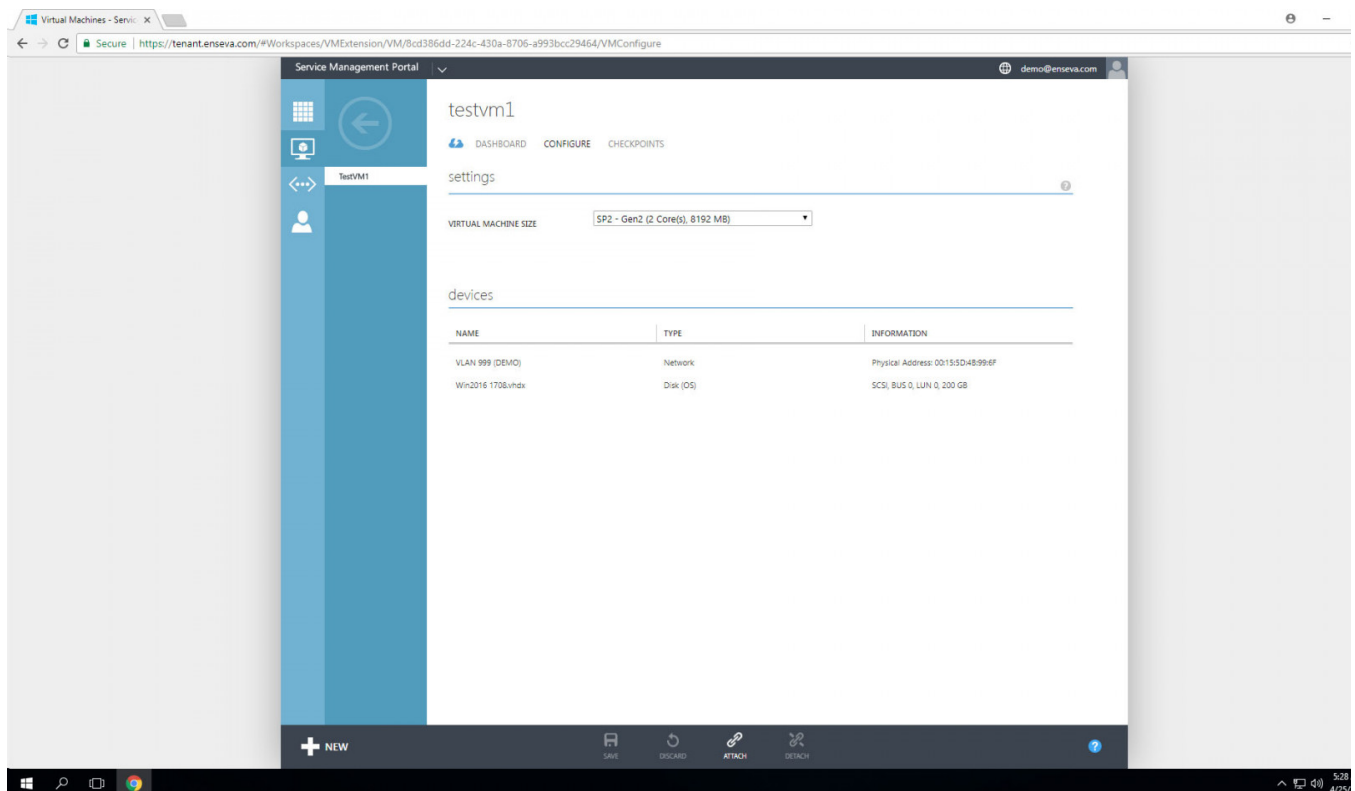 Virtual Machines - Servic
Secure | https://tenant.enseva.com/#Workspaces/VMExtension/VM/8cd386dd-224c-430a-8706-a993bcc29464/VMConfigure
Service Management Portal
demo@enseva.com
testvm1
DASHBOARD CONFIGURE CHECKPOINTS
TestVM1
settings
?
VIRTUAL MACHINE SIZE SP2 - Gen2 (2 Core(s), 8192 MB)
devices
NAME TYPE INFORMATION
VLAN 999 (DEMO) Network Physical Address: 00:15:5D:48:99:6F
Win2016 1708.vhdx Disk (OS) SCSI, BUS 0, LUN 0, 200 GB
NEW
SAVE DISCARD ATTACH DETACH
?
5:28
4/25/